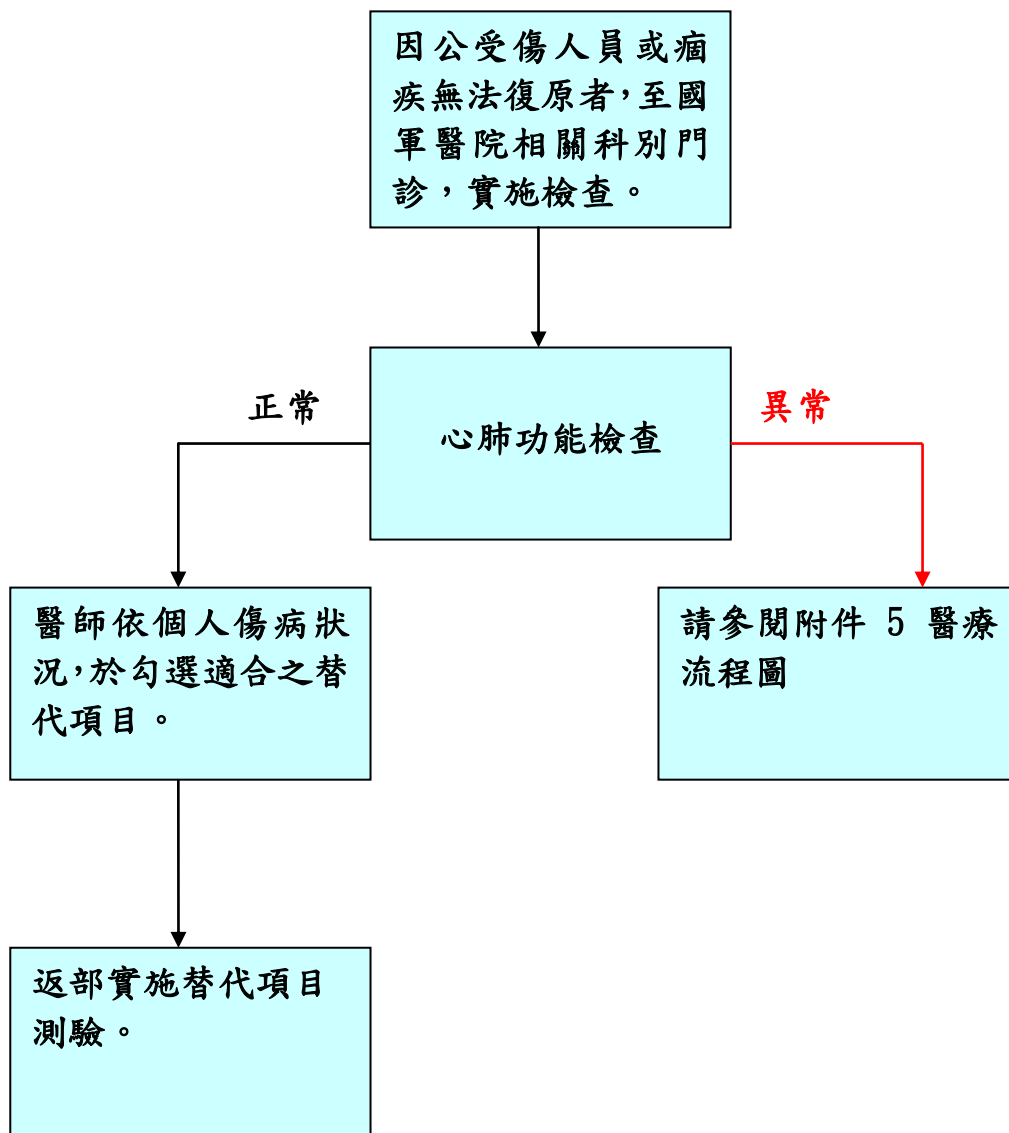 因公受傷人員或痼
疾無法復原者，至國
軍醫院相關科別門
診，實施檢查。
正常
異常
心肺功能檢查
醫師依個人傷病狀
況，於勾選適合之替
代項目。
請參閱附件 5 醫療
流程圖
返部實施替代項目
測驗。